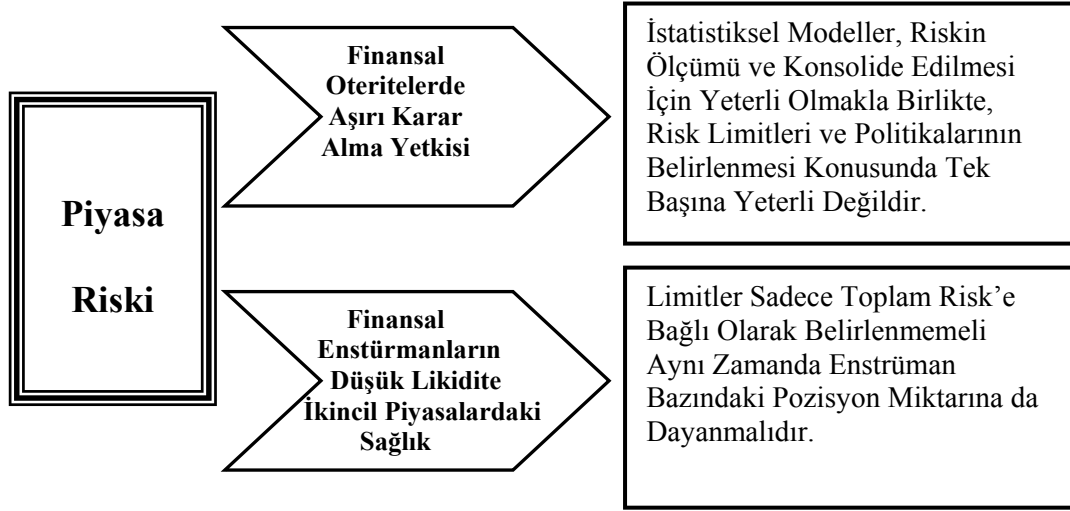 Piyasa
Riski
Finansal
Oteritelerde
Aşırı Karar
Alma Yetkisi
İstatistiksel Modeller, Riskin
Ölçümü ve Konsolide Edilmesi
İçin Yeterli Olmakla Birlikte,
Risk Limitleri ve Politikalarının
Belirlenmesi Konusunda Tek
Başına Yeterli Değildir.
Finansal
Enstürmanların
Düşük Likidite
İkincil Piyasalardaki
Sağlık
Limitler Sadece Toplam Risk’e
Bağlı Olarak Belirlenmemeli
Aynı Zamanda Enstrüman
Bazındaki Pozisyon Miktarına da
Dayanmalıdır.